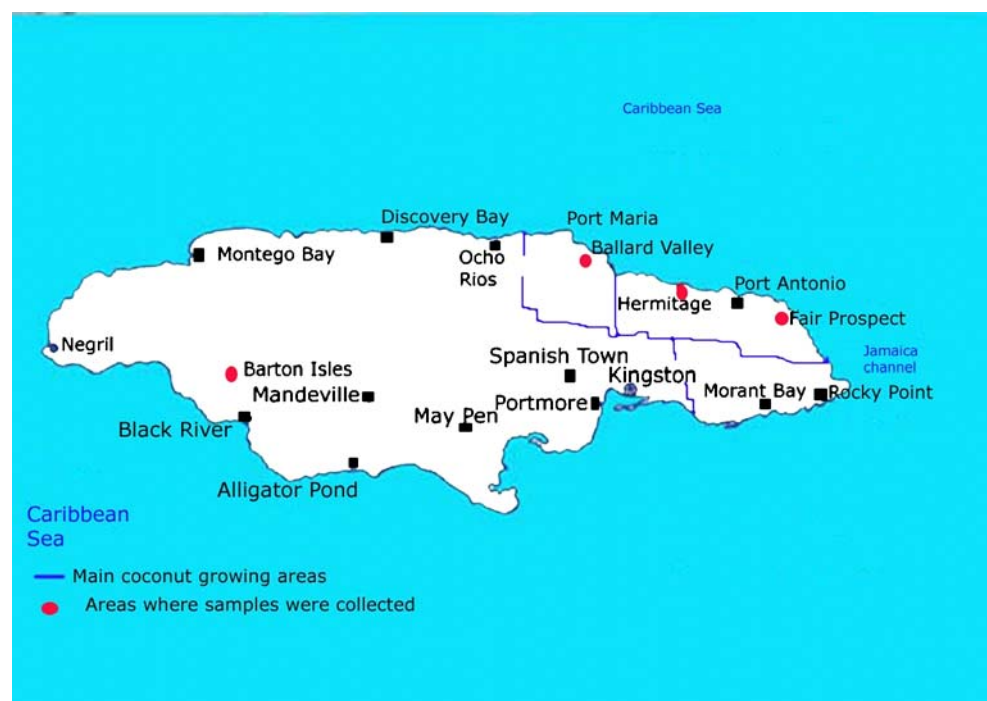 Caribbean Sea
Discovery Bay
Port Maria
Montego Bay
Ocho
Rios
Ballard Valley
Hermitage
Port Antonio
Fair Prospect
Negril
Barton Isles
Spanish Town
Kingston
Jamaica
channel
Mandeville
Portmore
Morant Bay
Rocky Point
Black River
May Pen
Alligator Pond
Caribbean
Sea
Main coconut growing areas
Areas where samples were collected